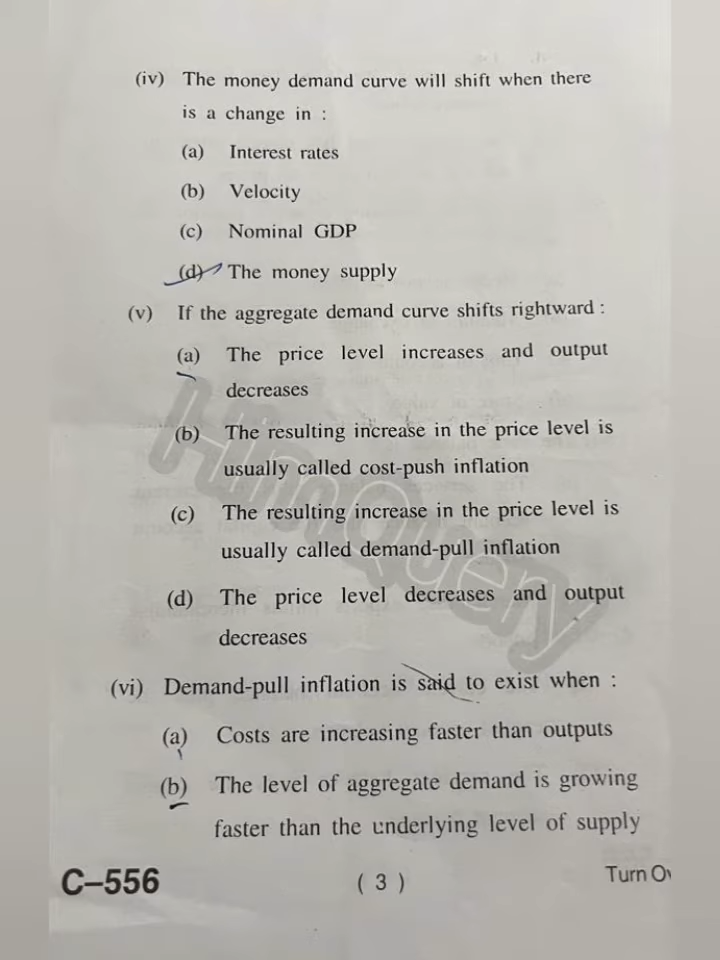 (iv) The money demand curve will shift when there
is a change in :
(a) Interest rates
(b) Velocity
(c) Nominal GDP
(d) The money supply
(v) If the aggregate demand curve shifts rightward :
(a) The price level increases and output
decreases
(b) The resulting increase in the price level is
usually called cost-push inflation
(c) The resulting increase in the price level is
usually called demand-pull inflation
(d) The price level decreases and output
decreases
HimQuery
(vi) Demand-pull inflation is said to exist when :
(a) Costs are increasing faster than outputs
(b) The level of aggregate demand is growing
faster than the underlying level of supply
C–556 ( 3 ) Turn Ov